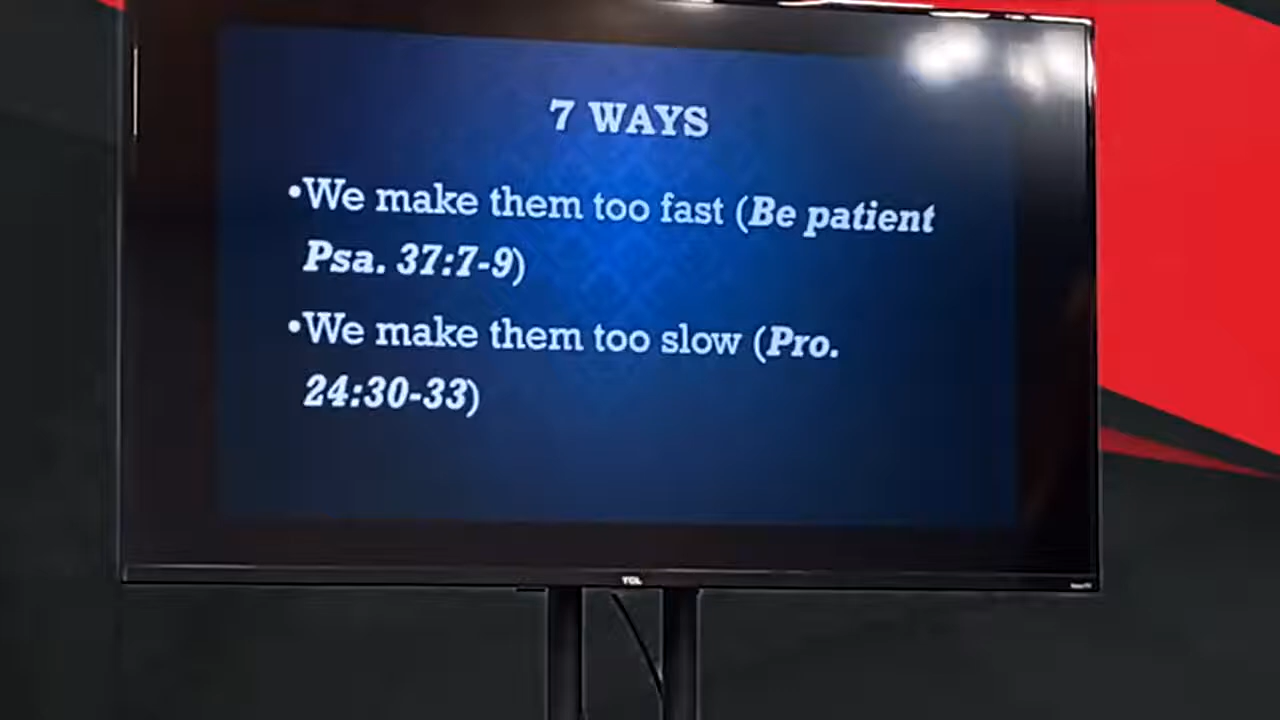 7 WAYS
•We make them too fast (Be patient
Psa. 37:7-9)
•We make them too slow (Pro.
24:30-33)
TCL